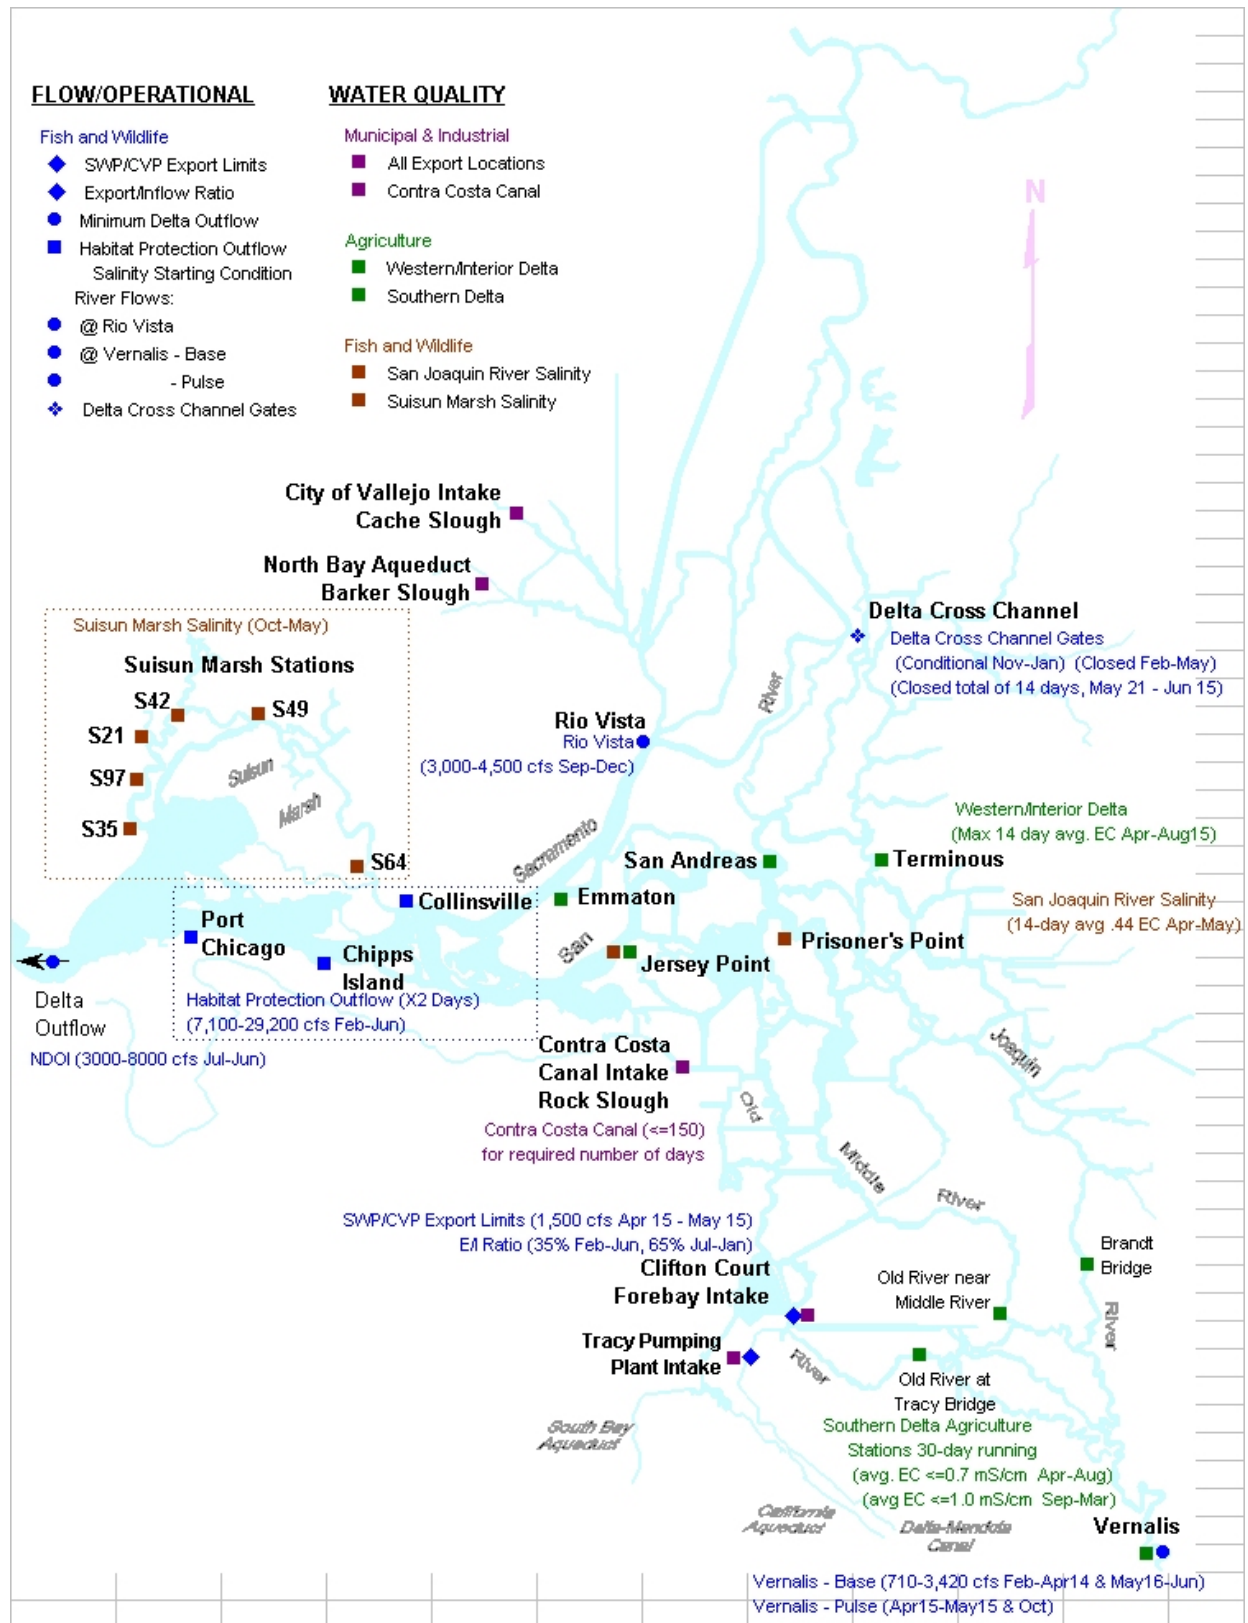 FLOW/OPERATIONAL
Fish and Wildlife
SWP/CVP Export Limits
Export/Inflow Ratio
Minimum Delta Outflow
Habitat Protection Outflow
Salinity Starting Condition
River Flows:
@ Rio Vista
@ Vernalis - Base
- Pulse
Delta Cross Channel Gates
WATER QUALITY
Municipal & Industrial
All Export Locations
Contra Costa Canal
Agriculture
Western/Interior Delta
Southern Delta
Fish and Wildlife
San Joaquin River Salinity
Suisun Marsh Salinity
N
City of Vallejo Intake
Cache Slough
North Bay Aqueduct
Barker Slough
Delta Cross Channel
Delta Cross Channel Gates
(Conditional Nov-Jan) (Closed Feb-May)
(Closed total of 14 days, May 21 - Jun 15)
Suisun Marsh Salinity (Oct-May)
Suisun Marsh Stations
S42
S49
S21
S97
S35
S64
Suisun
Marsh
River
Rio Vista
Rio Vista
(3,000-4,500 cfs Sep-Dec)
Sacramento
Western/Interior Delta
(Max 14 day avg. EC Apr-Aug15)
San Andreas
Terminous
Collinsville
Emmaton
San Joaquin River Salinity
(14-day avg .44 EC Apr-May)
Port
Chicago
Chipps
Island
San
Jersey Point
Prisoner's Point
Delta
Outflow
Habitat Protection Outflow (X2 Days)
(7,100-29,200 cfs Feb-Jun)
NDOI (3000-8000 cfs Jul-Jun)
Joaquin
Contra Costa
Canal Intake
Rock Slough
Contra Costa Canal (<=150)
for required number of days
Old
Middle
River
SWP/CVP Export Limits (1,500 cfs Apr 15 - May 15)
E/I Ratio (35% Feb-Jun, 65% Jul-Jan)
Clifton Court
Forebay Intake
Old River near
Middle River
Brandt
Bridge
River
Tracy Pumping
Plant Intake
River
Old River at
Tracy Bridge
South Bay
Aqueduct
Southern Delta Agriculture
Stations 30-day running
(avg. EC <=0.7 mS/cm Apr-Aug)
(avg EC <=1.0 mS/cm Sep-Mar)
California
Aqueduct
Delta-Mendota
Canal
Vernalis
Vernalis - Base (710-3,420 cfs Feb-Apr14 & May16-Jun)
Vernalis - Pulse (Apr15-May15 & Oct)